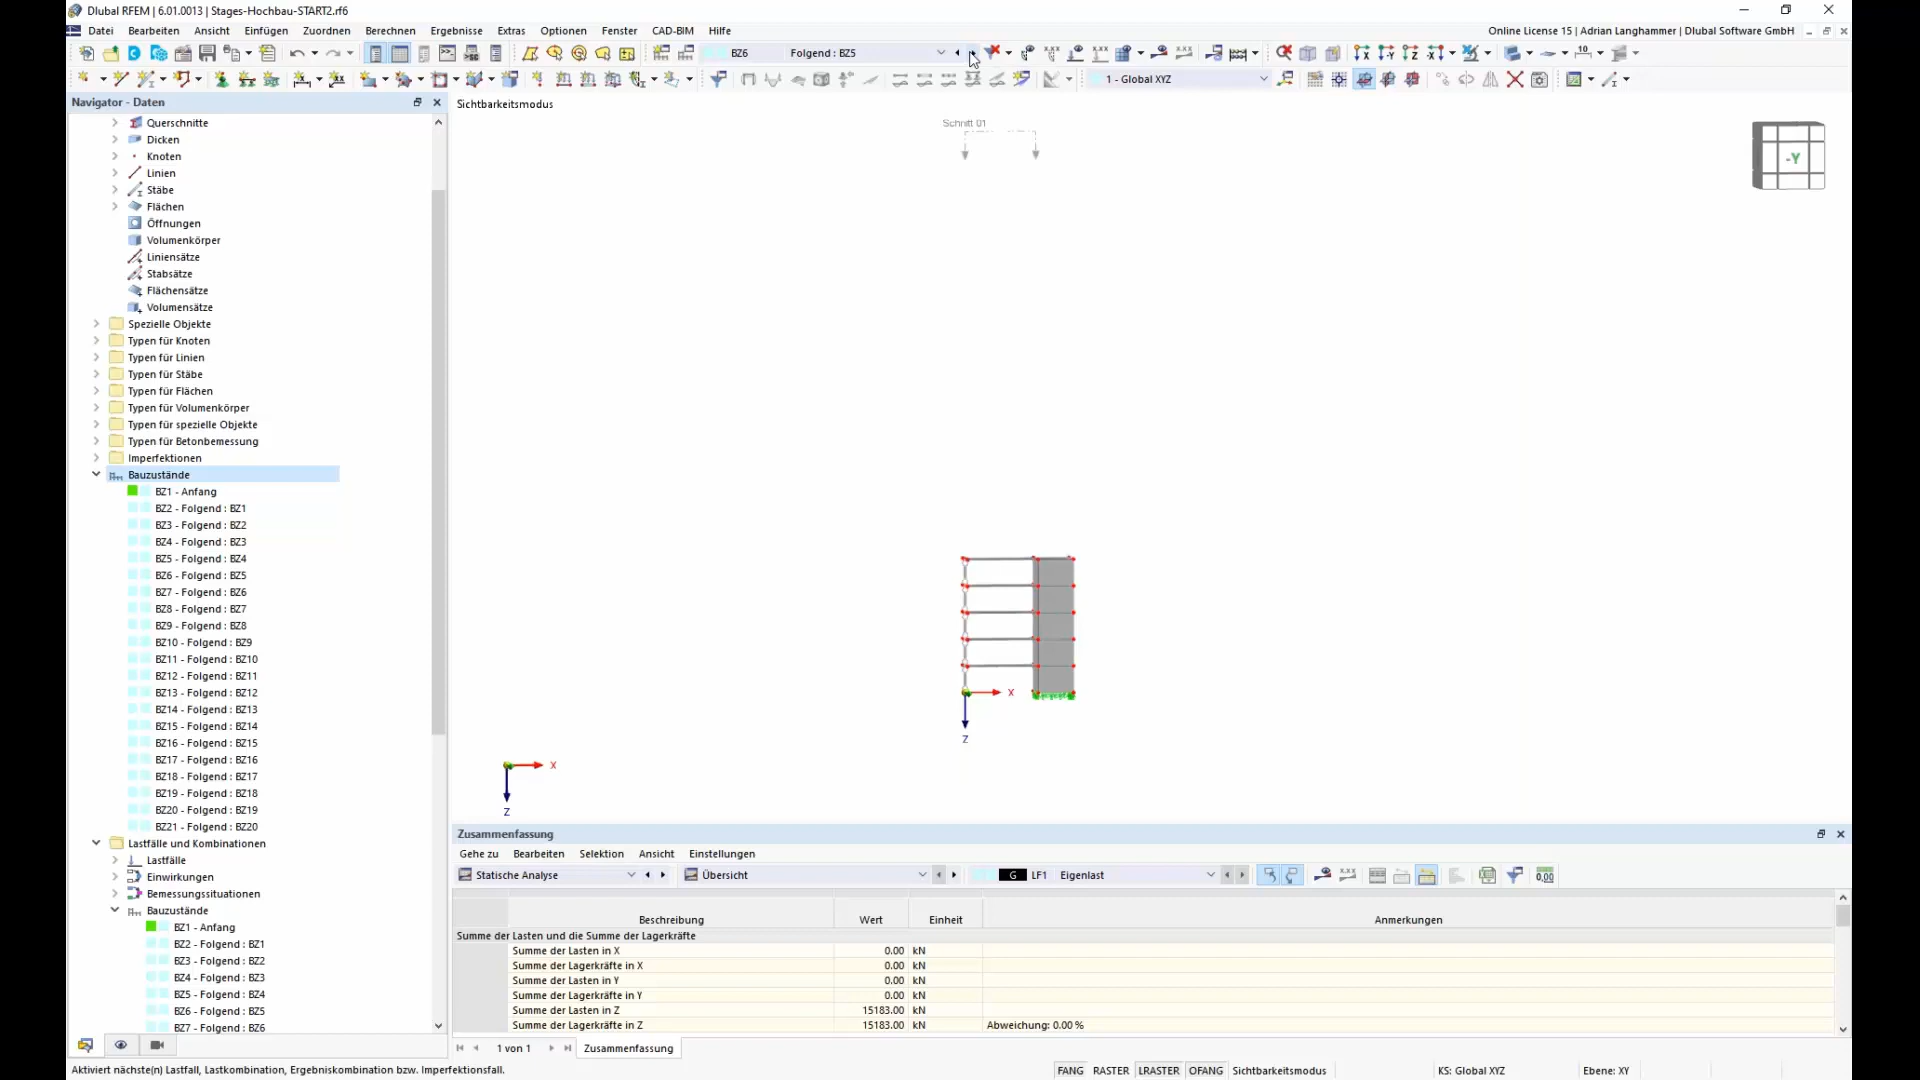 Dlubal RFEM | 6.01.0013 | Stages-Hochbau-START2.rf6
Datei Bearbeiten Ansicht Einfügen Zuordnen Berechnen Ergebnisse Extras Optionen Fenster CAD-BIM Hilfe
Online License 15 | Adrian Langhammer | Dlubal Software GmbH
BZ6 Folgend : BZ5
1 - Global XYZ
Navigator - Daten
Querschnitte
Dicken
Knoten
Linien
Stäbe
Flächen
Öffnungen
Volumenkörper
Liniensätze
Stabsätze
Flächensätze
Volumensätze
Spezielle Objekte
Typen für Knoten
Typen für Linien
Typen für Stäbe
Typen für Flächen
Typen für Volumenkörper
Typen für spezielle Objekte
Typen für Betonbemessung
Imperfektionen
Bauzustände
BZ1 - Anfang
BZ2 - Folgend : BZ1
BZ3 - Folgend : BZ2
BZ4 - Folgend : BZ3
BZ5 - Folgend : BZ4
BZ6 - Folgend : BZ5
BZ7 - Folgend : BZ6
BZ8 - Folgend : BZ7
BZ9 - Folgend : BZ8
BZ10 - Folgend : BZ9
BZ11 - Folgend : BZ10
BZ12 - Folgend : BZ11
BZ13 - Folgend : BZ12
BZ14 - Folgend : BZ13
BZ15 - Folgend : BZ14
BZ16 - Folgend : BZ15
BZ17 - Folgend : BZ16
BZ18 - Folgend : BZ17
BZ19 - Folgend : BZ18
BZ20 - Folgend : BZ19
BZ21 - Folgend : BZ20
Lastfälle und Kombinationen
Lastfälle
Einwirkungen
Bemessungssituationen
Bauzustände
BZ1 - Anfang
BZ2 - Folgend : BZ1
BZ3 - Folgend : BZ2
BZ4 - Folgend : BZ3
BZ5 - Folgend : BZ4
BZ6 - Folgend : BZ5
BZ7 - Folgend : BZ6
Sichtbarkeitsmodus
Schnitt 01
-Y
X
Z
X
Z
Zusammenfassung
Gehe zu Bearbeiten Selektion Ansicht Einstellungen
Statische Analyse Übersicht G LF1 Eigenlast
Beschreibung Wert Einheit Anmerkungen
Summe der Lasten und die Summe der Lagerkräfte
Summe der Lasten in X 0.00 kN
Summe der Lagerkräfte in X 0.00 kN
Summe der Lasten in Y 0.00 kN
Summe der Lagerkräfte in Y 0.00 kN
Summe der Lasten in Z 15183.00 kN
Summe der Lagerkräfte in Z 15183.00 kN Abweichung: 0.00 %
1 von 1 Zusammenfassung
Aktiviert nächste(n) Lastfall, Lastkombination, Ergebniskombination bzw. Imperfektionsfall.
FANG RASTER LRASTER OFANG Sichtbarkeitsmodus KS: Global XYZ Ebene: XY